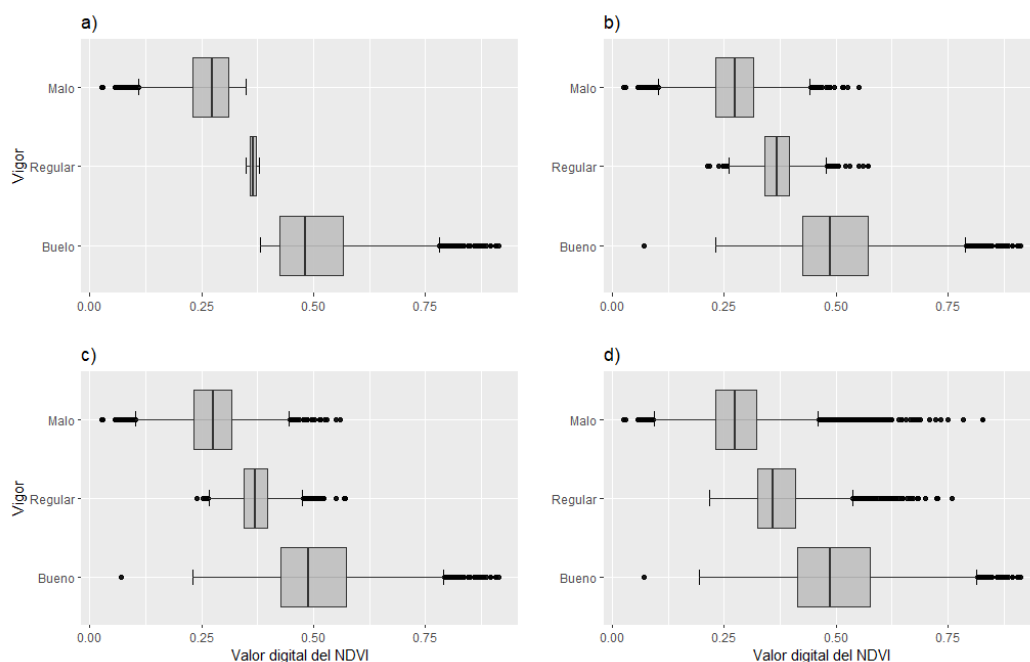 a)
Malo
Regular
Buelo
Vigor
0.00 0.25 0.50 0.75
b)
Malo
Regular
Bueno
0.00 0.25 0.50 0.75
c)
Malo
Regular
Bueno
Vigor
0.00 0.25 0.50 0.75
Valor digital del NDVI
d)
Malo
Regular
Bueno
0.00 0.25 0.50 0.75
Valor digital del NDVI